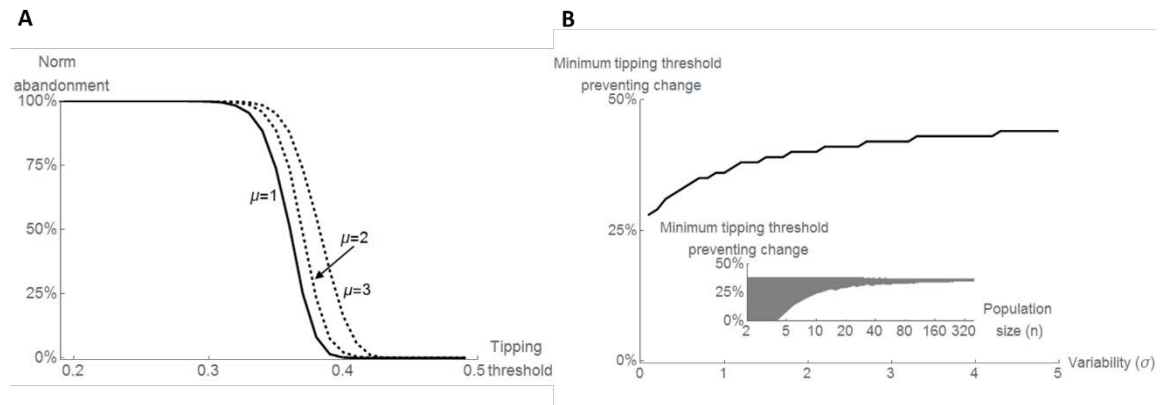 A
Norm
abandonment
100%
75%
50%
25%
0%
μ=1
μ=2
μ=3
0.2
0.3
0.4
0.5
Tipping
threshold
B
Minimum tipping threshold
preventing change
50%
25%
0%
0
1
2
3
4
5
Variability (σ)
Minimum tipping threshold
preventing change
50%
25%
0%
2
5
10
20
40
80
160
320
Population
size (n)